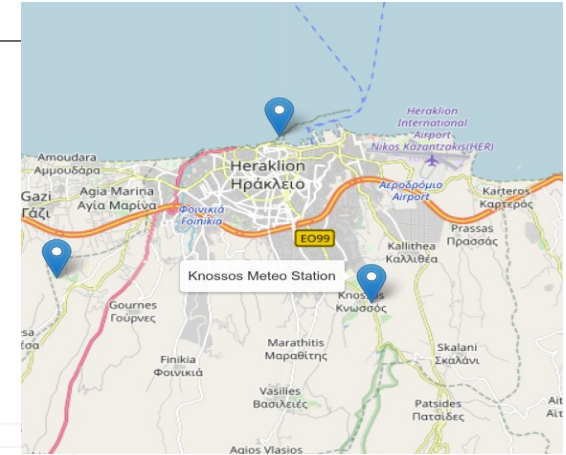 Heraklion
International
Airport
Nikos Kazantzakis(HER)
Amoudara
Αμμουδάρα
Heraklion
Ηράκλειο
Gazi
Γάζι
Agia Marina
Αγία Μαρίνα
Φοινικιά
Foinikia
Αεροδρόμιο
Airport
Karteros
Καρτερός
Prassas
Πρασσάς
EO99
Kallithea
Καλλιθέα
Knossos Meteo Station
Knossos
Κνωσσός
Gournes
Γούρνες
Marathitis
Μαραθίτης
Skalani
Σκαλάνι
Finikia
Φοινικιά
Vasilies
Βασιλειές
Patsides
Πατσίδες
Agios Vlasios